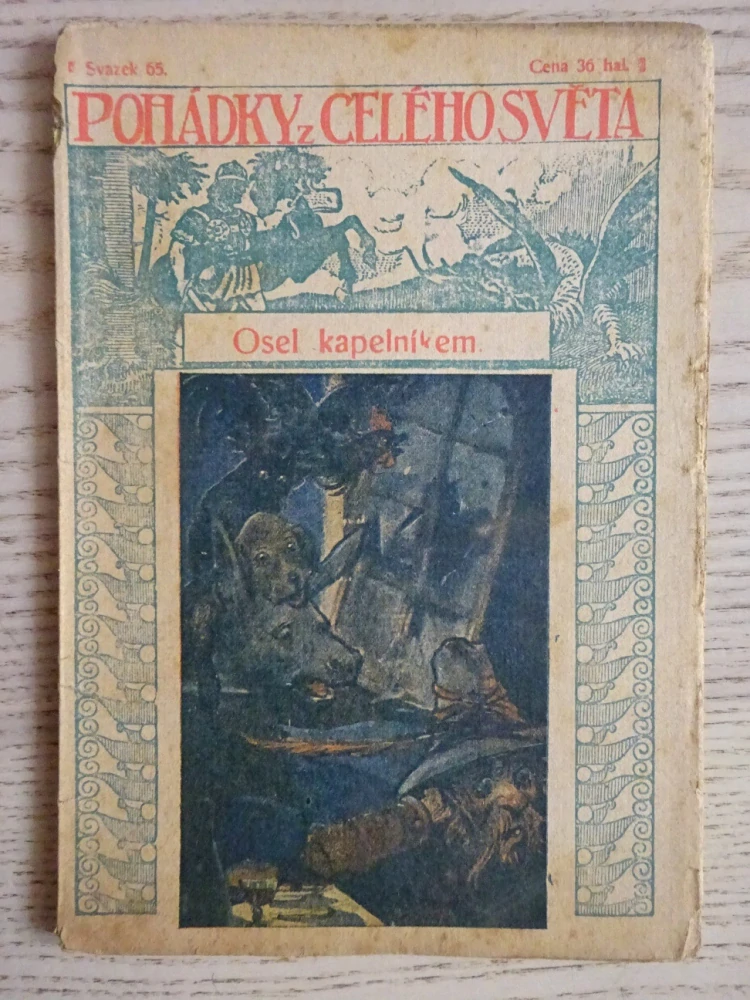 Svazek 65.
Cena 36 hal.
POHÁDKY z CELÉHO SVĚTA
Osel kapelníkem.